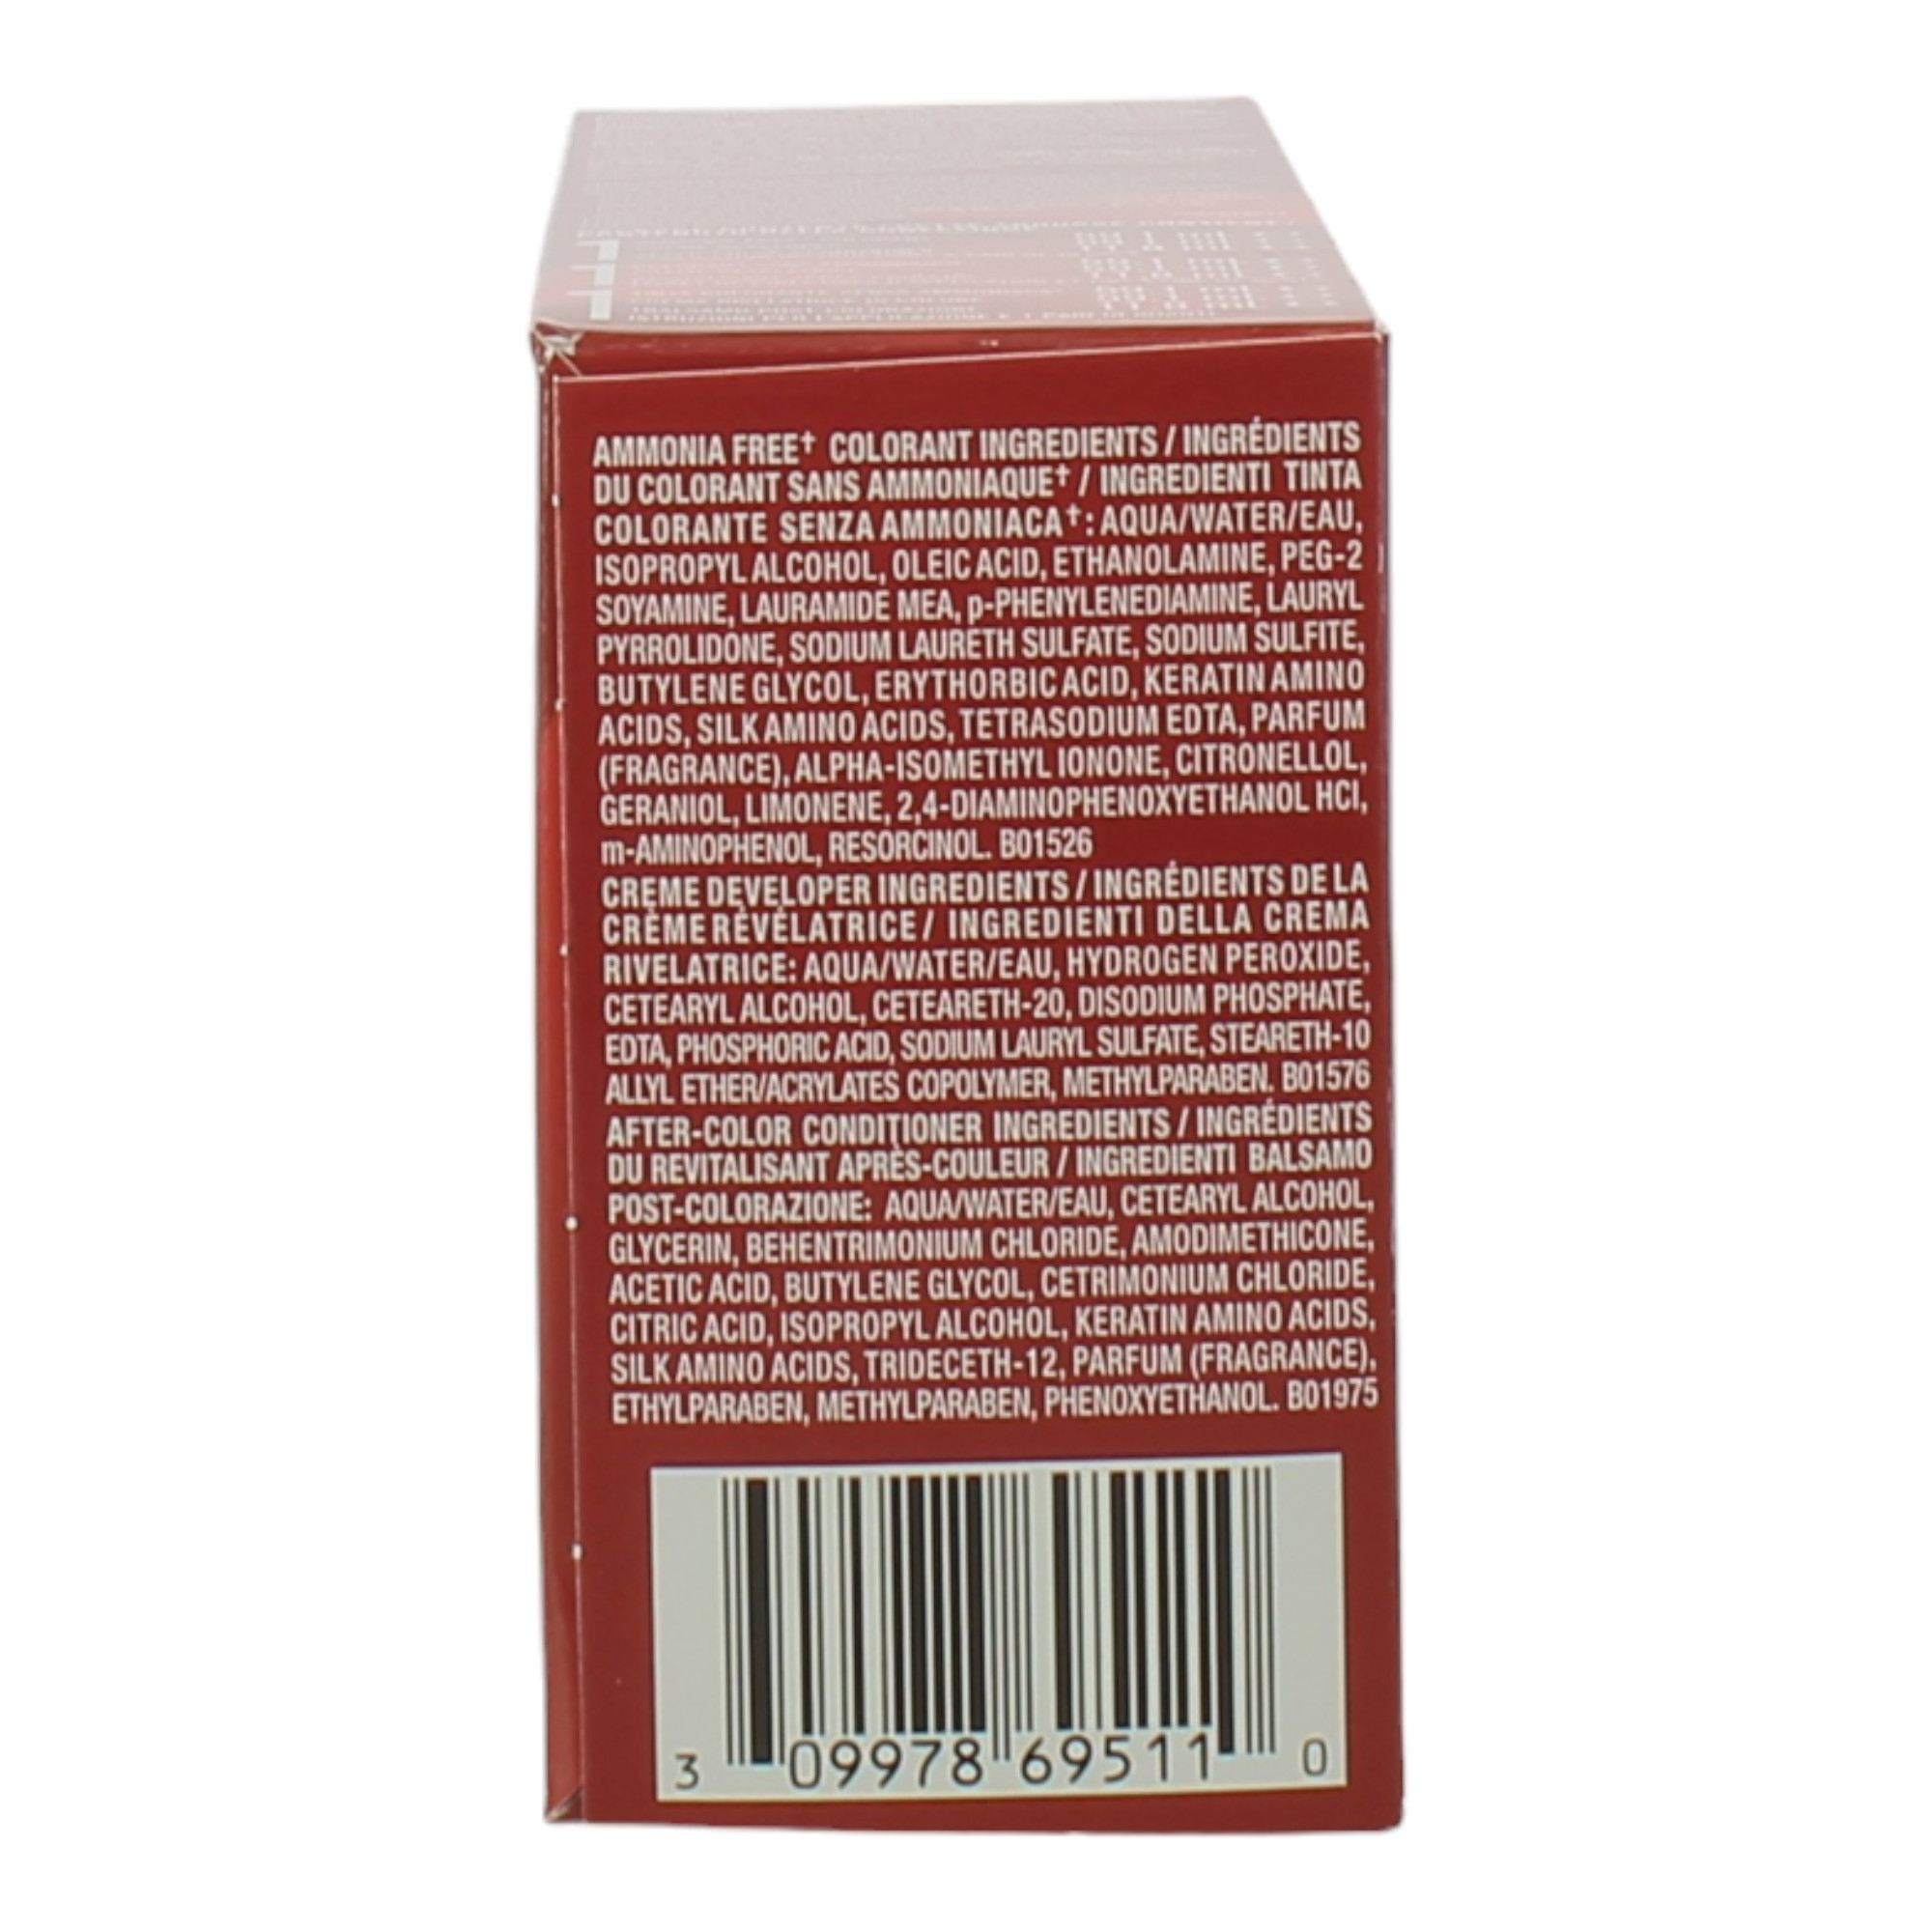 AMMONIA FREE† COLORANT INGREDIENTS / INGRÉDIENTS
DU COLORANT SANS AMMONIAQUE† / INGREDIENTI TINTA
COLORANTE SENZA AMMONIACA†: AQUA/WATER/EAU,
ISOPROPYL ALCOHOL, OLEIC ACID, ETHANOLAMINE, PEG-2
SOYAMINE, LAURAMIDE MEA, p-PHENYLENEDIAMINE, LAURYL
PYRROLIDONE, SODIUM LAURETH SULFATE, SODIUM SULFITE,
BUTYLENE GLYCOL, ERYTHORBIC ACID, KERATIN AMINO
ACIDS, SILK AMINO ACIDS, TETRASODIUM EDTA, PARFUM
(FRAGRANCE), ALPHA-ISOMETHYL IONONE, CITRONELLOL,
GERANIOL, LIMONENE, 2,4-DIAMINOPHENOXYETHANOL HCl,
m-AMINOPHENOL, RESORCINOL. B01526
CREME DEVELOPER INGREDIENTS / INGRÉDIENTS DE LA
CRÈME RÉVÉLATRICE / INGREDIENTI DELLA CREMA
RIVELATRICE: AQUA/WATER/EAU, HYDROGEN PEROXIDE,
CETEARYL ALCOHOL, CETEARETH-20, DISODIUM PHOSPHATE,
EDTA, PHOSPHORIC ACID, SODIUM LAURYL SULFATE, STEARETH-10
ALLYL ETHER/ACRYLATES COPOLYMER, METHYLPARABEN. B01576
AFTER-COLOR CONDITIONER INGREDIENTS / INGRÉDIENTS
DU REVITALISANT APRÈS-COULEUR / INGREDIENTI BALSAMO
POST-COLORAZIONE: AQUA/WATER/EAU, CETEARYL ALCOHOL,
GLYCERIN, BEHENTRIMONIUM CHLORIDE, AMODIMETHICONE,
ACETIC ACID, BUTYLENE GLYCOL, CETRIMONIUM CHLORIDE,
CITRIC ACID, ISOPROPYL ALCOHOL, KERATIN AMINO ACIDS,
SILK AMINO ACIDS, TRIDECETH-12, PARFUM (FRAGRANCE),
ETHYLPARABEN, METHYLPARABEN, PHENOXYETHANOL. B01975
3 09978 69511 0